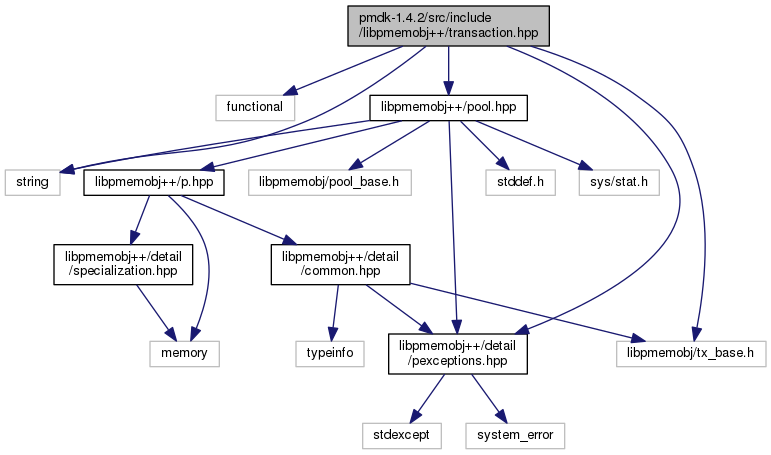 pmdk-1.4.2/src/include
/libpmemobj++/transaction.hpp
functional
libpmemobj++/pool.hpp
string
libpmemobj++/p.hpp
libpmemobj/pool_base.h
stddef.h
sys/stat.h
libpmemobj++/detail
/specialization.hpp
libpmemobj++/detail
/common.hpp
memory
typeinfo
libpmemobj++/detail
/pexceptions.hpp
libpmemobj/tx_base.h
stdexcept
system_error